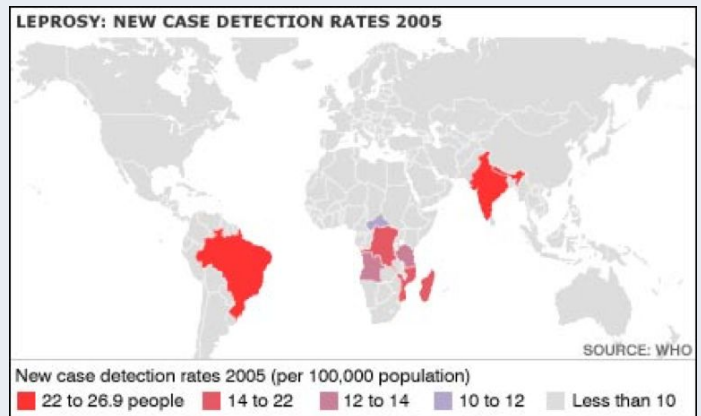 LEPROSY: NEW CASE DETECTION RATES 2005
SOURCE: WHO
New case detection rates 2005 (per 100,000 population)
22 to 26.9 people 14 to 22 12 to 14 10 to 12 Less than 10